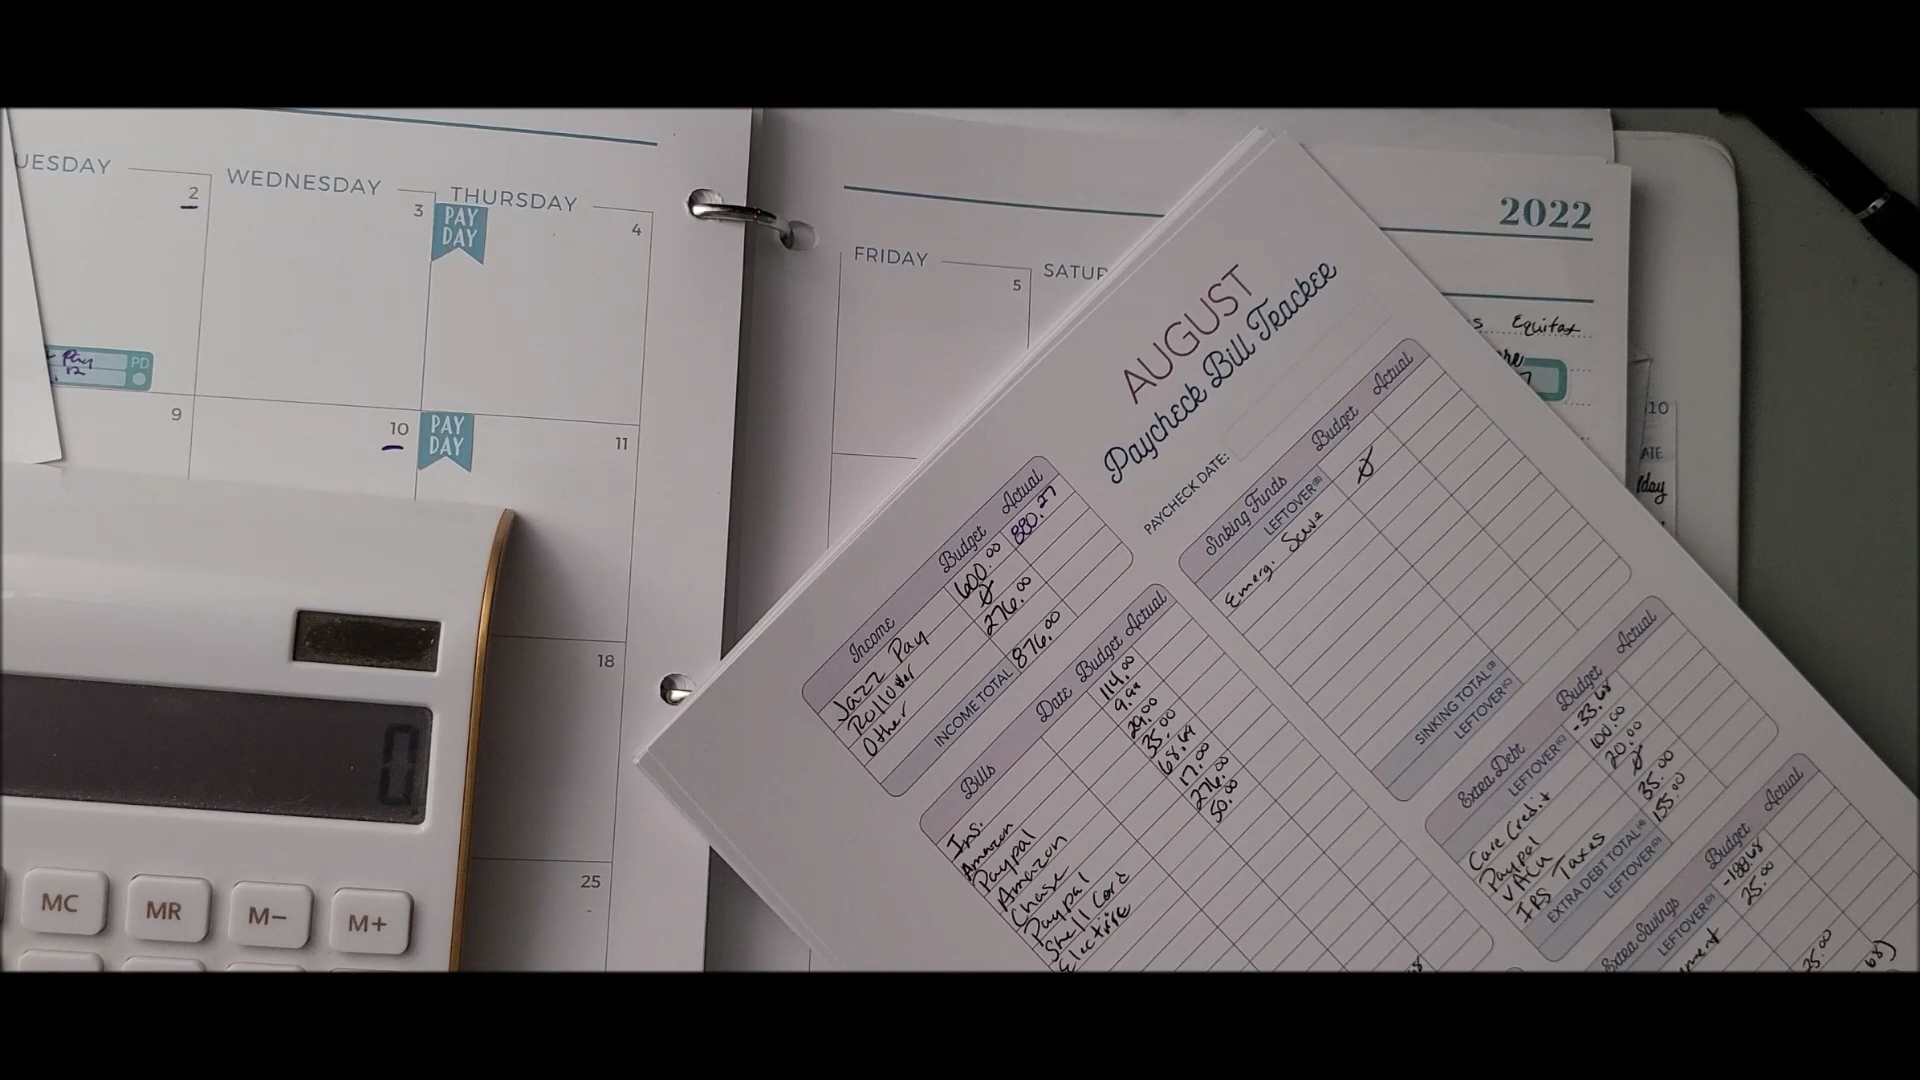 UESDAY
WEDNESDAY
THURSDAY
2
3
4
PAY
DAY
PD
9
10
11
PAY
DAY
18
25
0
MC
MR
M−
M+
FRIDAY
SATUR
5
2022
Equifax
ATE
AUGUST
Paycheck Bill Tracker
PAYCHECK DATE:
Income Budget Actual
Jazz Pay 600.00 880.27
Rollover Ø
Other 276.00
INCOME TOTAL 876.00
Bills Date Budget Actual
Ins. 114.00
Amazon 9.99
Paypal 29.00
Amazon 35.00
Chase 68.69
Paypal 17.00
Shell Card 276.00
Electric 50.00
Sinking Funds Budget Actual
LEFTOVER(B) Ø
Emerg. Save
SINKING TOTAL
LEFTOVER(C)
Extra Debt Budget Actual
LEFTOVER(C) -33.68
Care Credit 100.00
Paypal 20.00
VACU Ø
IRS Taxes 35.00
EXTRA DEBT TOTAL 155.00
LEFTOVER
Extra Savings Budget Actual
LEFTOVER -188.68
25.00
25.00